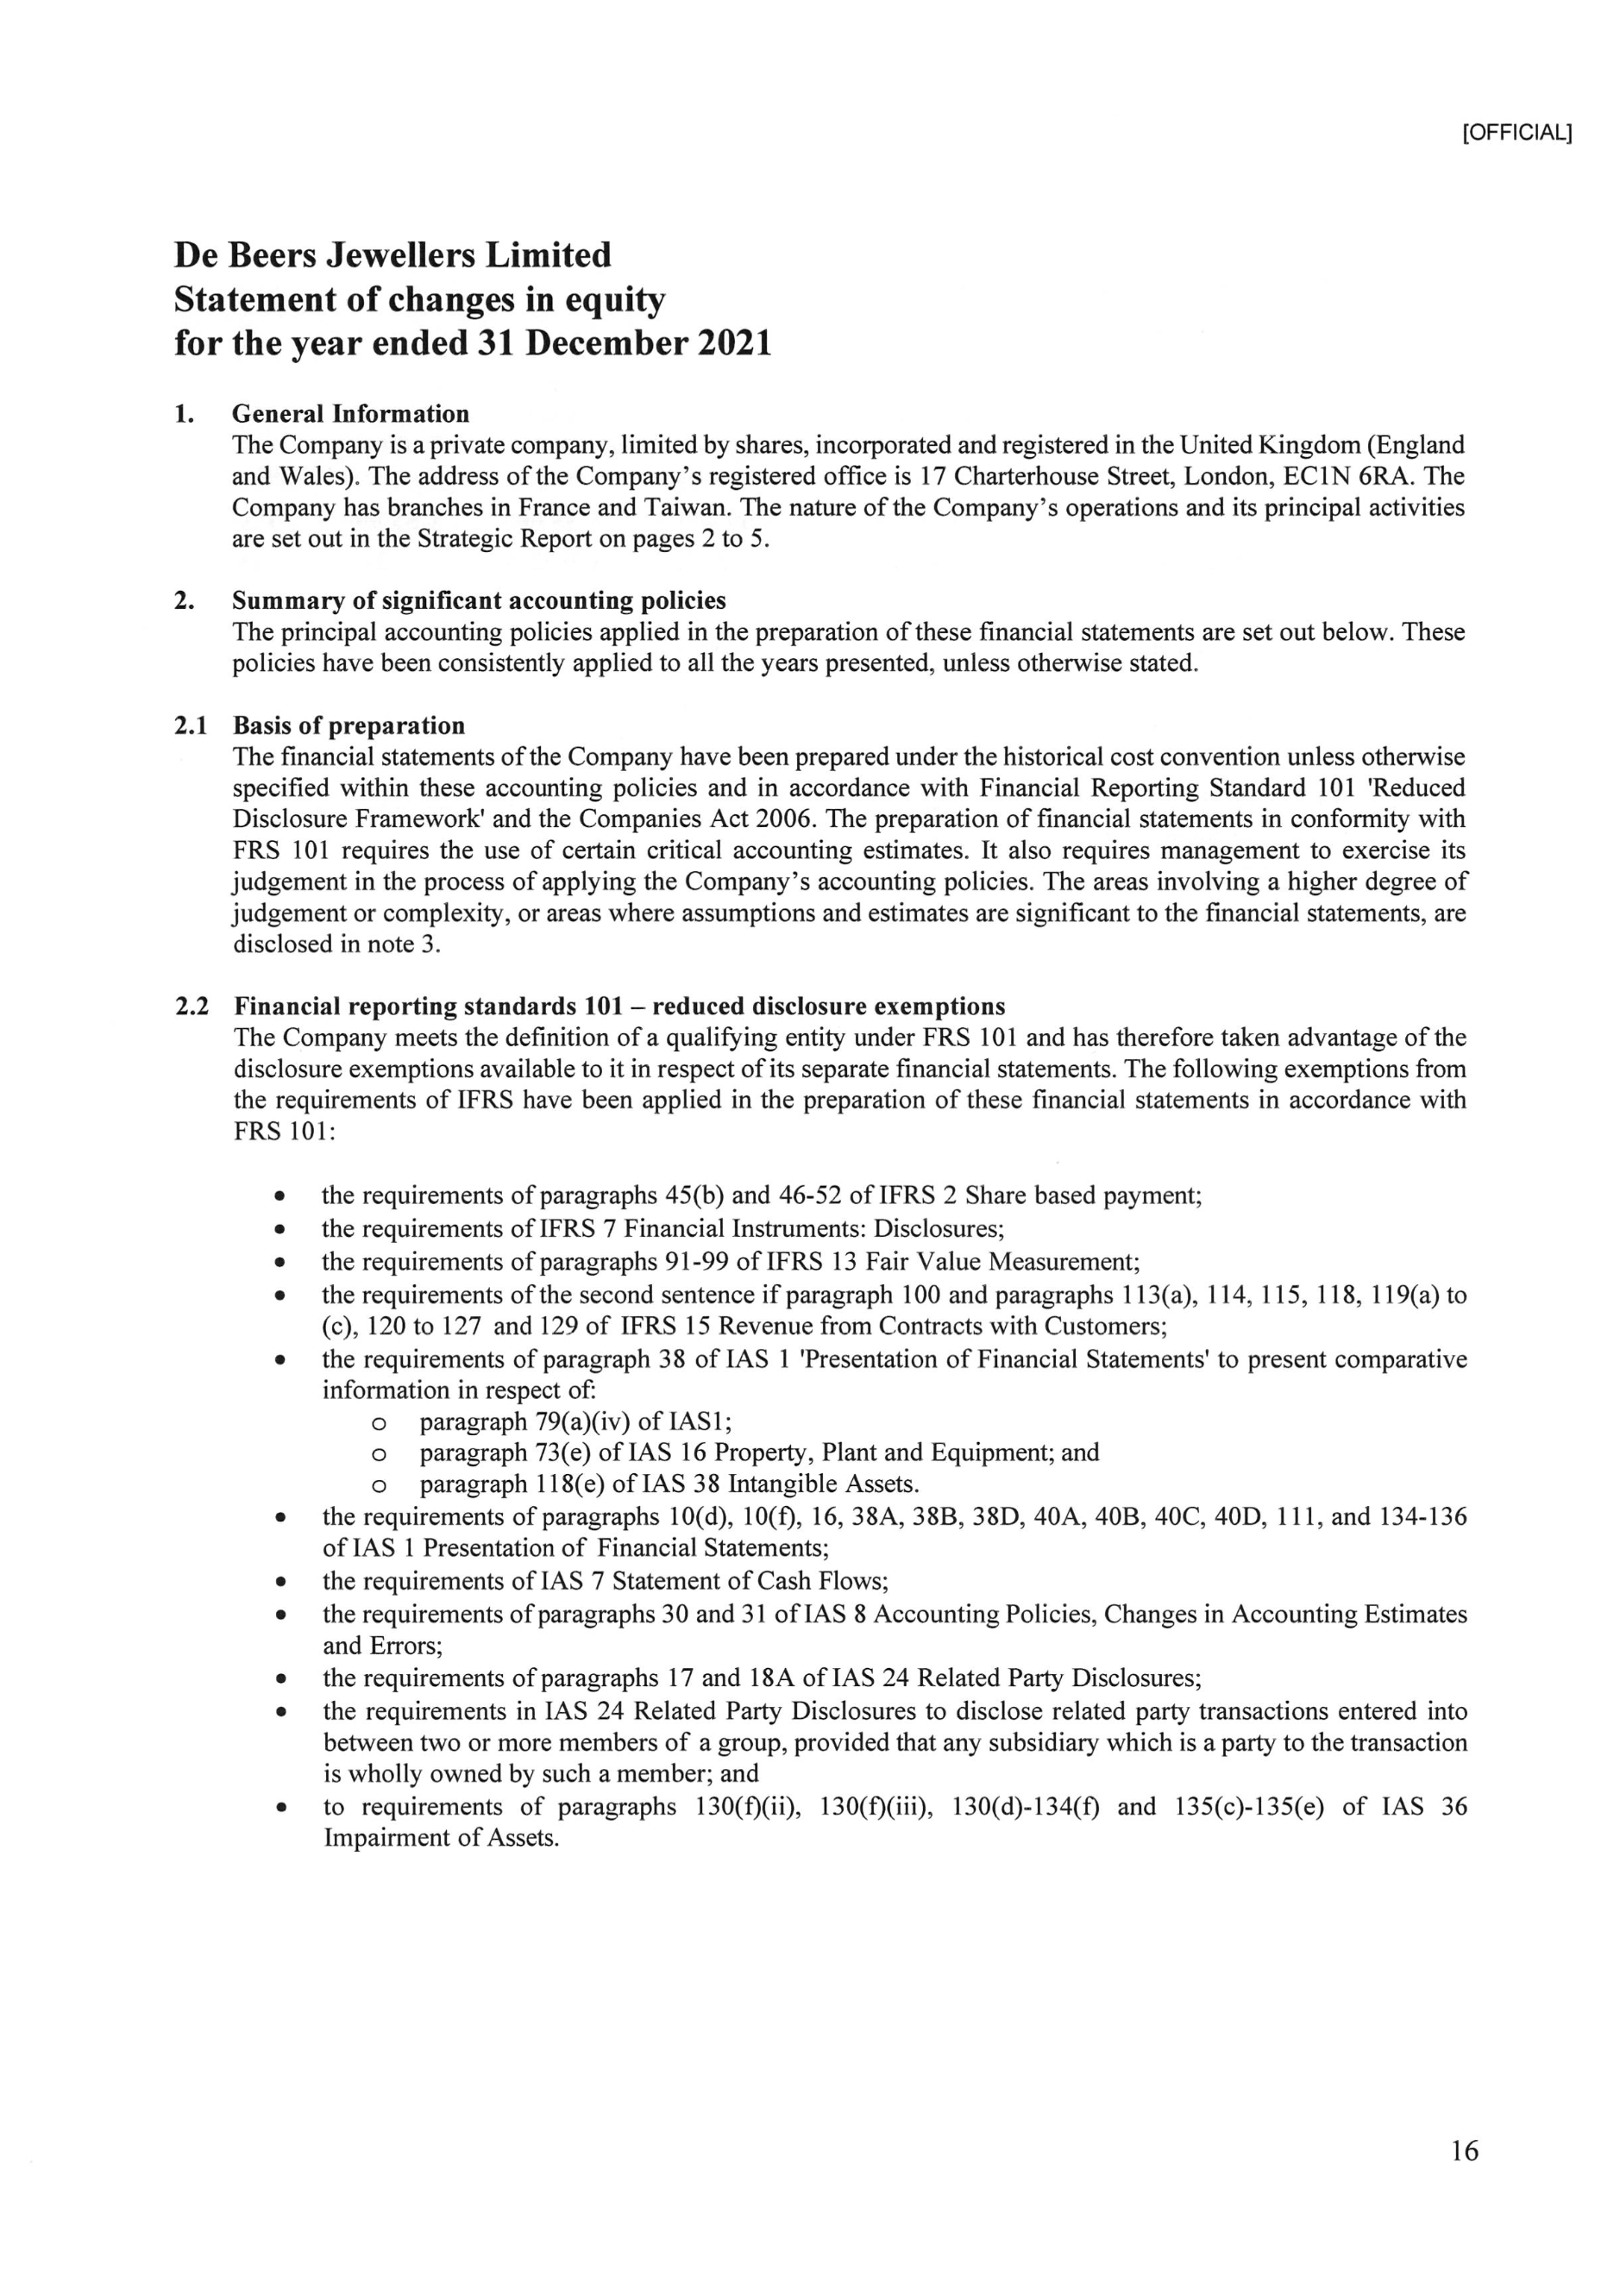 [OFFICIAL]
De Beers Jewellers Limited
Statement of changes in equity
for the year ended 31 December 2021
1. General Information
The Company is a private company, limited by shares, incorporated and registered in the United Kingdom (England
and Wales). The address of the Company's registered office is 17 Charterhouse Street, London, EC1N 6RA. The
Company has branches in France and Taiwan. The nature of the Company's operations and its principal activities
are set out in the Strategic Report on pages 2 to 5.
2. Summary of significant accounting policies
The principal accounting policies applied in the preparation of these financial statements are set out below. These
policies have been consistently applied to all the years presented, unless otherwise stated.
2.1 Basis of preparation
The financial statements of the Company have been prepared under the historical cost convention unless otherwise
specified within these accounting policies and in accordance with Financial Reporting Standard 101 'Reduced
Disclosure Framework' and the Companies Act 2006. The preparation of financial statements in conformity with
FRS 101 requires the use of certain critical accounting estimates. It also requires management to exercise its
judgement in the process of applying the Company's accounting policies. The areas involving a higher degree of
judgement or complexity, or areas where assumptions and estimates are significant to the financial statements, are
disclosed in note 3.
2.2 Financial reporting standards 101 – reduced disclosure exemptions
The Company meets the definition of a qualifying entity under FRS 101 and has therefore taken advantage of the
disclosure exemptions available to it in respect of its separate financial statements. The following exemptions from
the requirements of IFRS have been applied in the preparation of these financial statements in accordance with
FRS 101:
• the requirements of paragraphs 45(b) and 46-52 of IFRS 2 Share based payment;
• the requirements of IFRS 7 Financial Instruments: Disclosures;
• the requirements of paragraphs 91-99 of IFRS 13 Fair Value Measurement;
• the requirements of the second sentence if paragraph 100 and paragraphs 113(a), 114, 115, 118, 119(a) to
(c), 120 to 127 and 129 of IFRS 15 Revenue from Contracts with Customers;
• the requirements of paragraph 38 of IAS 1 'Presentation of Financial Statements' to present comparative
information in respect of:
o paragraph 79(a)(iv) of IAS1;
o paragraph 73(e) of IAS 16 Property, Plant and Equipment; and
o paragraph 118(e) of IAS 38 Intangible Assets.
• the requirements of paragraphs 10(d), 10(f), 16, 38A, 38B, 38D, 40A, 40B, 40C, 40D, 111, and 134-136
of IAS 1 Presentation of Financial Statements;
• the requirements of IAS 7 Statement of Cash Flows;
• the requirements of paragraphs 30 and 31 of IAS 8 Accounting Policies, Changes in Accounting Estimates
and Errors;
• the requirements of paragraphs 17 and 18A of IAS 24 Related Party Disclosures;
• the requirements in IAS 24 Related Party Disclosures to disclose related party transactions entered into
between two or more members of a group, provided that any subsidiary which is a party to the transaction
is wholly owned by such a member; and
• to requirements of paragraphs 130(f)(ii), 130(f)(iii), 130(d)-134(f) and 135(c)-135(e) of IAS 36
Impairment of Assets.
16